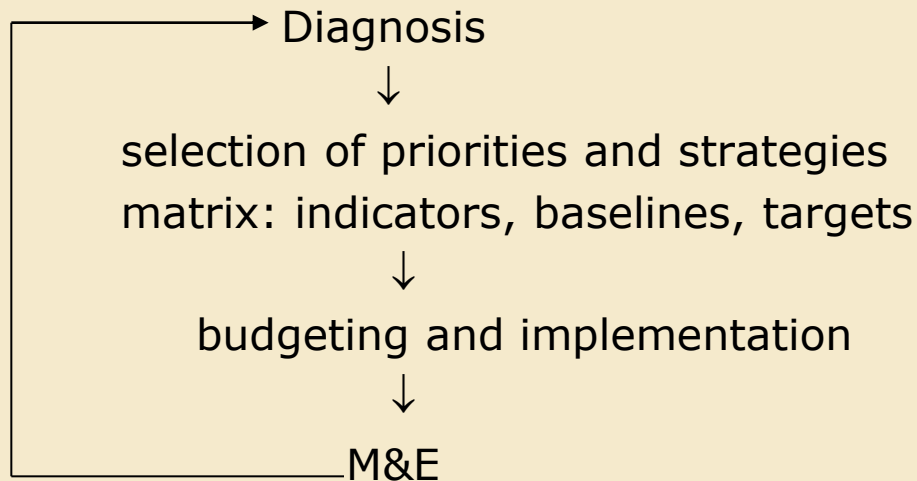 Diagnosis
↓
selection of priorities and strategies
matrix: indicators, baselines, targets
↓
budgeting and implementation
↓
M&E